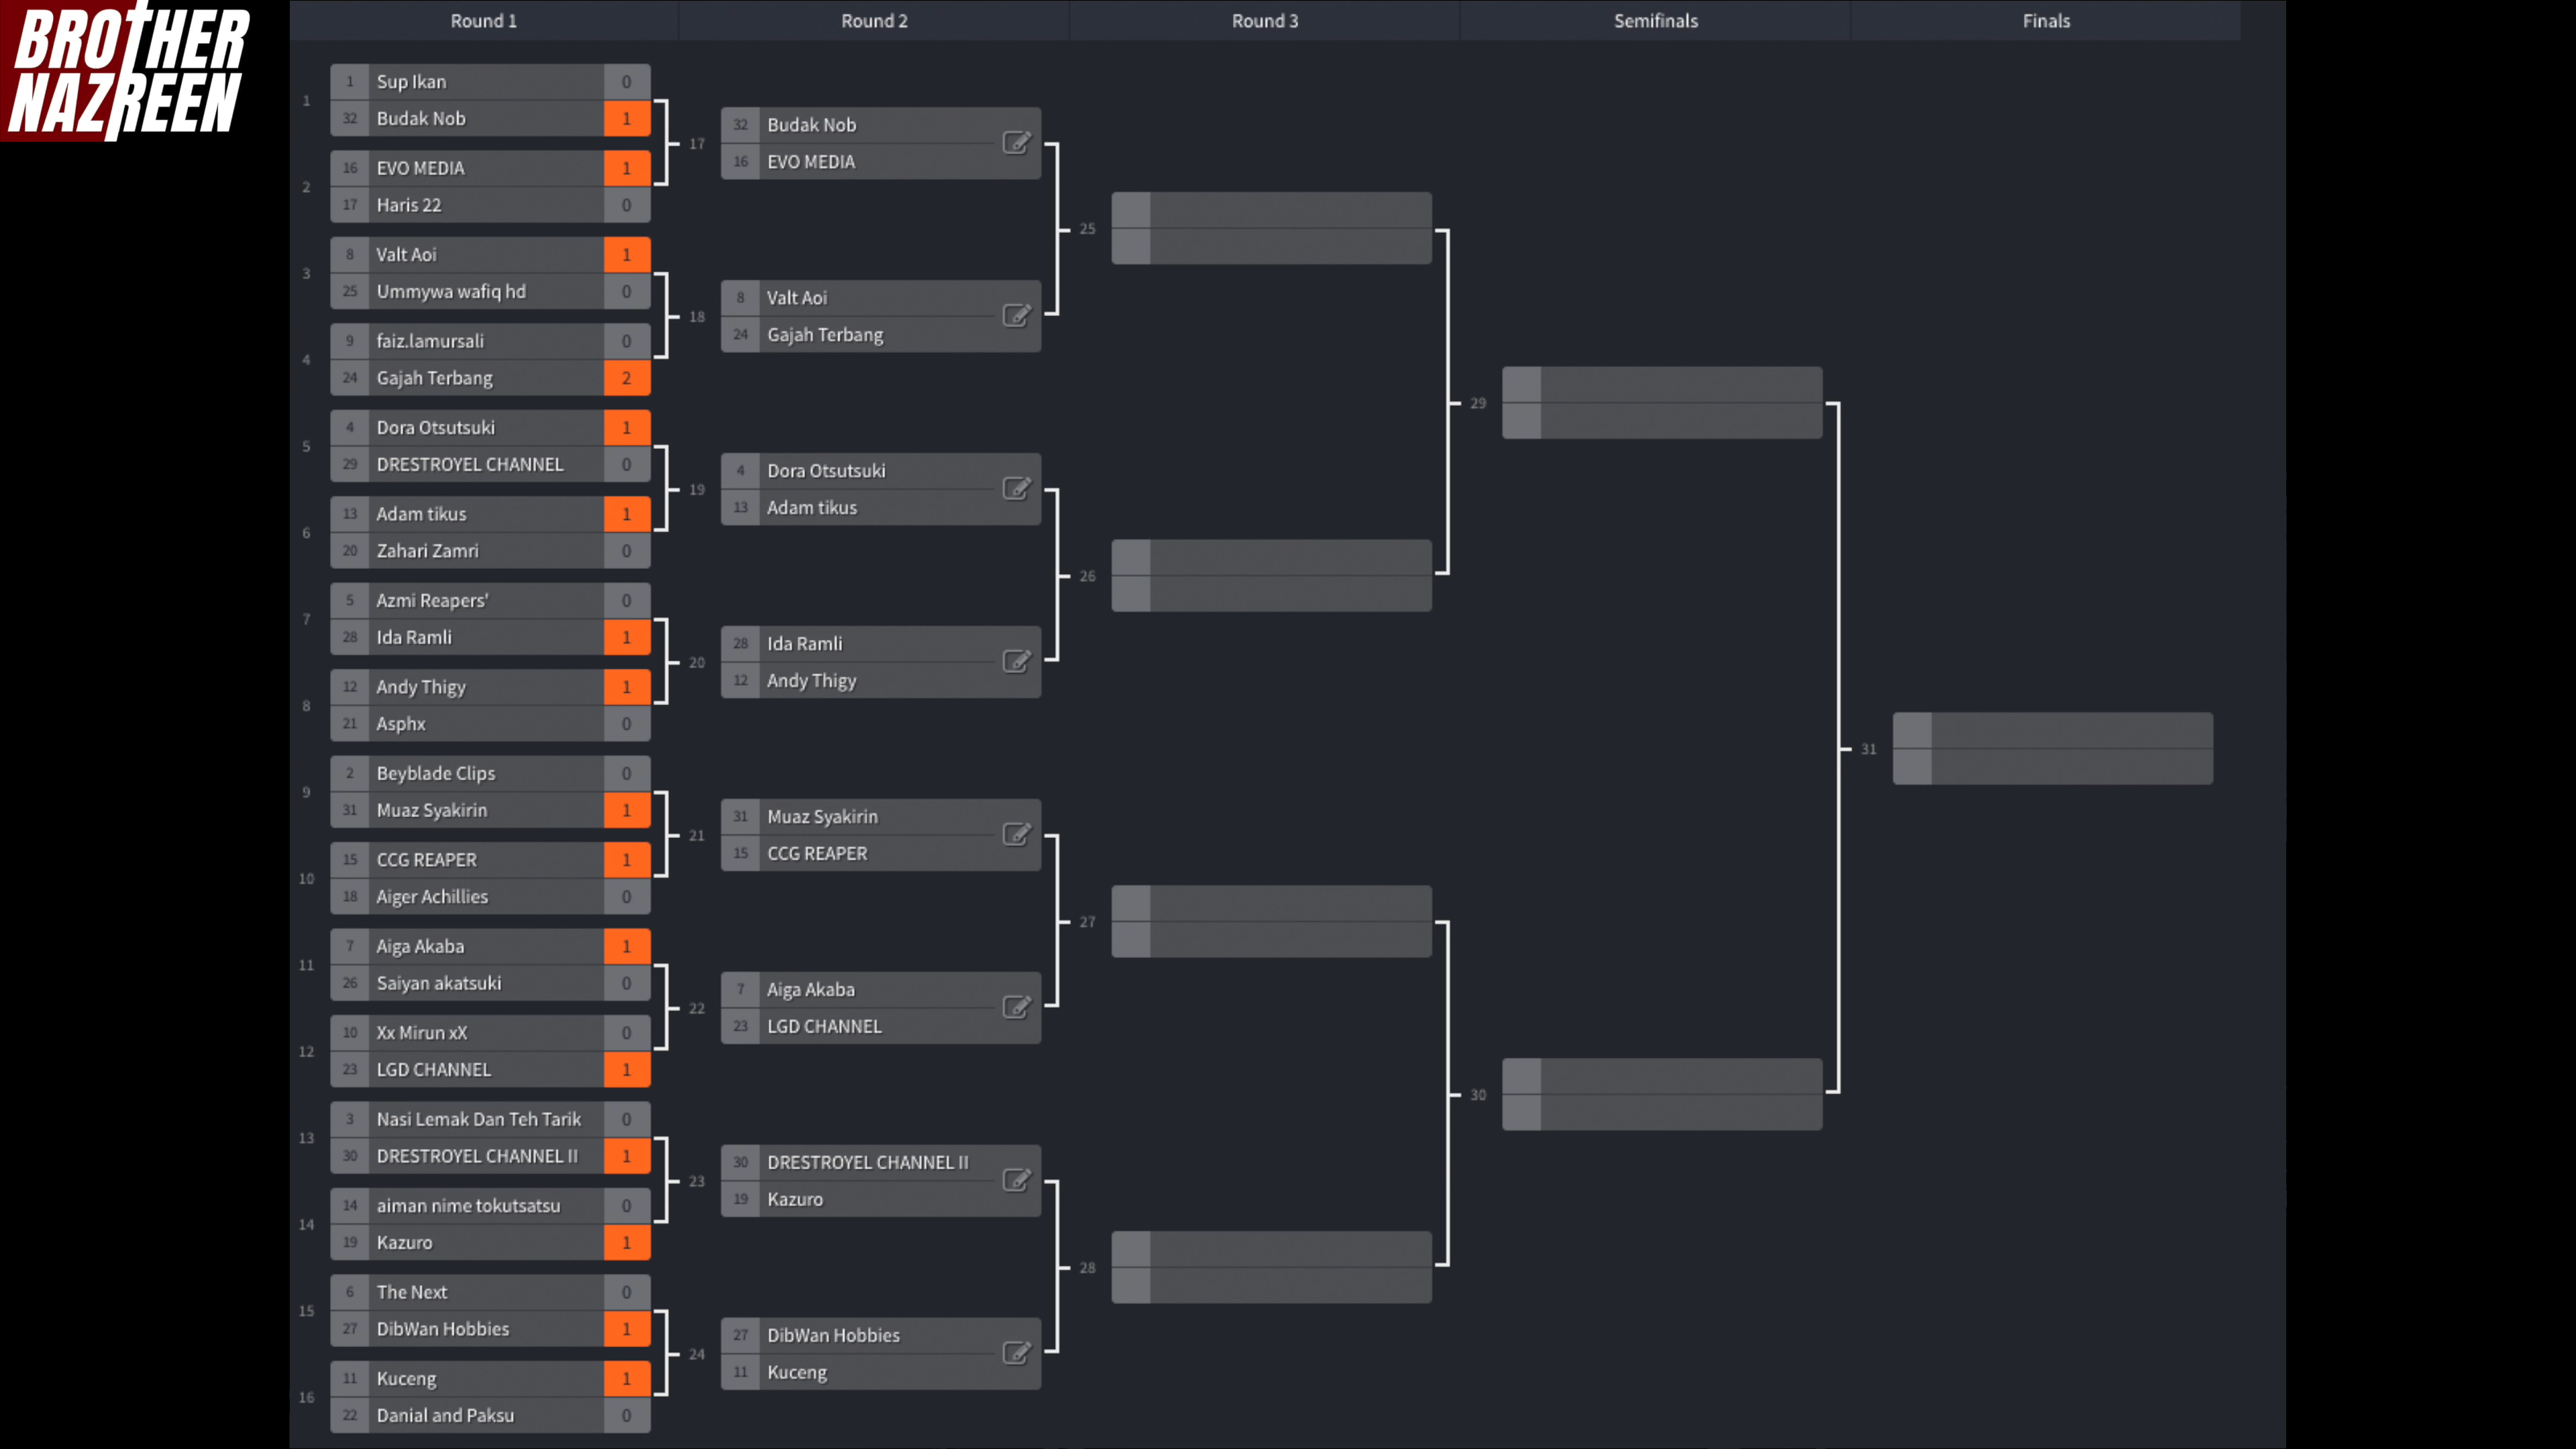 BROTHER
NAZREEN
Round 1
Round 2
Round 3
Semifinals
Finals
1
1 Sup Ikan 0
32 Budak Nob 1
2
16 EVO MEDIA 1
17 Haris 22 0
3
8 Valt Aoi 1
25 Ummywa wafiq hd 0
4
9 faiz.lamursali 0
24 Gajah Terbang 2
5
4 Dora Otsutsuki 1
29 DRESTROYEL CHANNEL 0
6
13 Adam tikus 1
20 Zahari Zamri 0
7
5 Azmi Reapers' 0
28 Ida Ramli 1
8
12 Andy Thigy 1
21 Asphx 0
9
2 Beyblade Clips 0
31 Muaz Syakirin 1
10
15 CCG REAPER 1
18 Aiger Achillies 0
11
7 Aiga Akaba 1
26 Saiyan akatsuki 0
12
10 Xx Mirun xX 0
23 LGD CHANNEL 1
13
3 Nasi Lemak Dan Teh Tarik 0
30 DRESTROYEL CHANNEL II 1
14
14 aiman nime tokutsatsu 0
19 Kazuro 1
15
6 The Next 0
27 DibWan Hobbies 1
16
11 Kuceng 1
22 Danial and Paksu 0
17
32 Budak Nob
16 EVO MEDIA
18
8 Valt Aoi
24 Gajah Terbang
19
4 Dora Otsutsuki
13 Adam tikus
20
28 Ida Ramli
12 Andy Thigy
21
31 Muaz Syakirin
15 CCG REAPER
22
7 Aiga Akaba
23 LGD CHANNEL
23
30 DRESTROYEL CHANNEL II
19 Kazuro
24
27 DibWan Hobbies
11 Kuceng
25
26
27
28
29
30
31